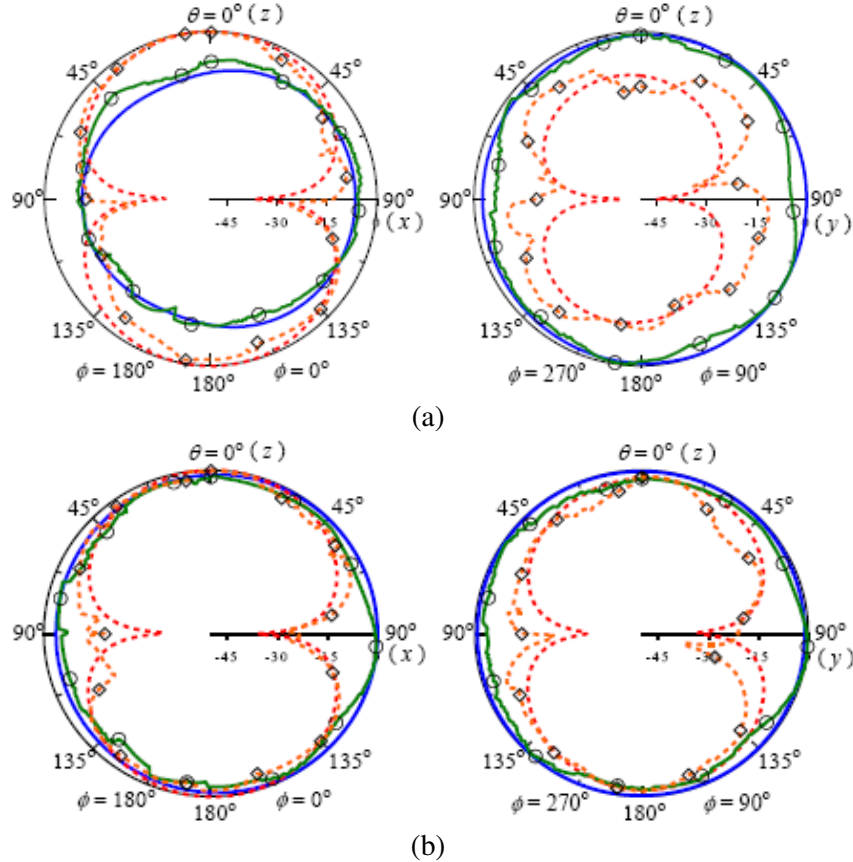 θ = 0° (z) θ = 0° (z)
45° 45° 45° 45°
90° -45 -30 -15 0 90° 90° -45 -30 -15 90°
(x) (y)
135° 135° 135° 135°
ϕ = 180° ϕ = 0° ϕ = 270° ϕ = 90°
180° 180°
(a)
θ = 0° (z) θ = 0° (z)
45° 45° 45° 45°
90° -45 -30 -15 90° 90° -45 -30 -15 90°
(x) (y)
135° 135° 135° 135°
ϕ = 180° ϕ = 0° ϕ = 270° ϕ = 90°
180° 180°
(b)